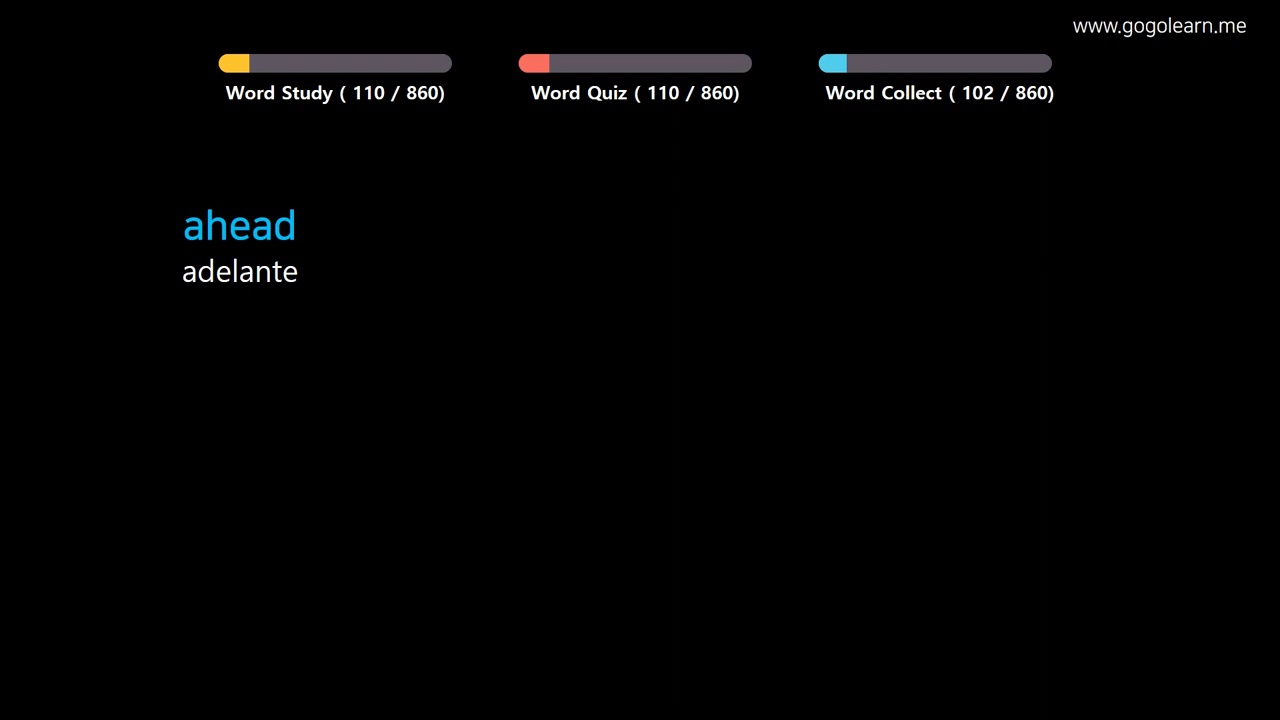 www.gogolearn.me
Word Study ( 110 / 860)
Word Quiz ( 110 / 860)
Word Collect ( 102 / 860)
ahead
adelante